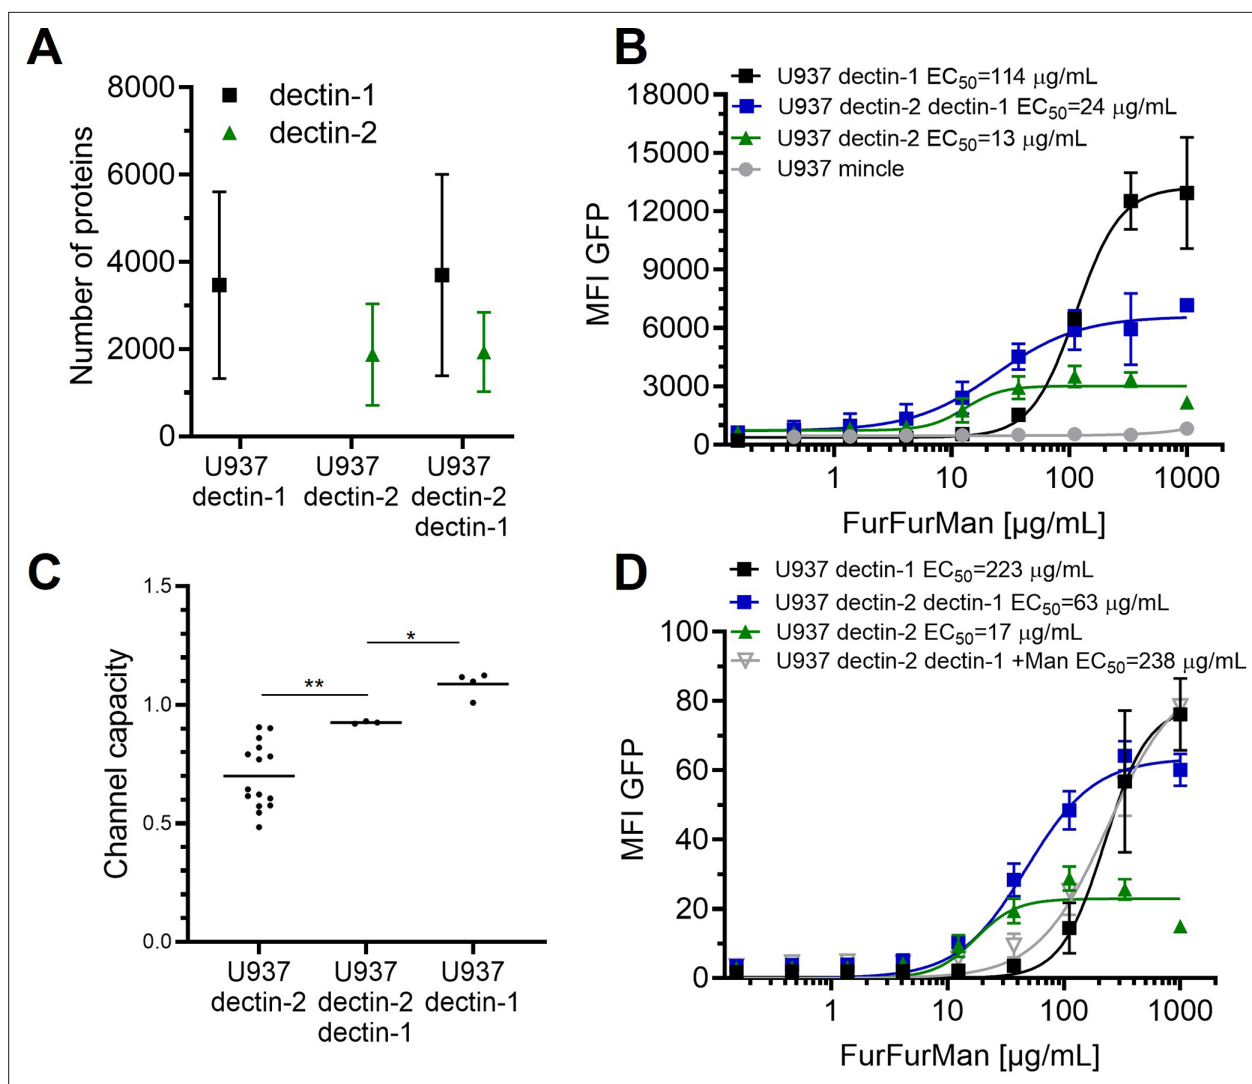 A
8000
6000
4000
2000
0
Number of proteins
dectin-1
dectin-2
U937
dectin-1
U937
dectin-2
U937
dectin-2
dectin-1
B
U937 dectin-1 EC50=114 µg/mL
U937 dectin-2 dectin-1 EC50=24 µg/mL
U937 dectin-2 EC50=13 µg/mL
U937 mincle
18000
15000
12000
9000
6000
3000
0
MFI GFP
1
10
100
1000
FurFurMan [µg/mL]
C
1.5
1.0
0.5
0.0
Channel capacity
**
*
U937
dectin-2
U937
dectin-2
dectin-1
U937
dectin-1
D
U937 dectin-1 EC50=223 µg/mL
U937 dectin-2 dectin-1 EC50=63 µg/mL
U937 dectin-2 EC50=17 µg/mL
U937 dectin-2 dectin-1 +Man EC50=238 µg/mL
100
80
60
40
20
0
MFI GFP
1
10
100
1000
FurFurMan [µg/mL]